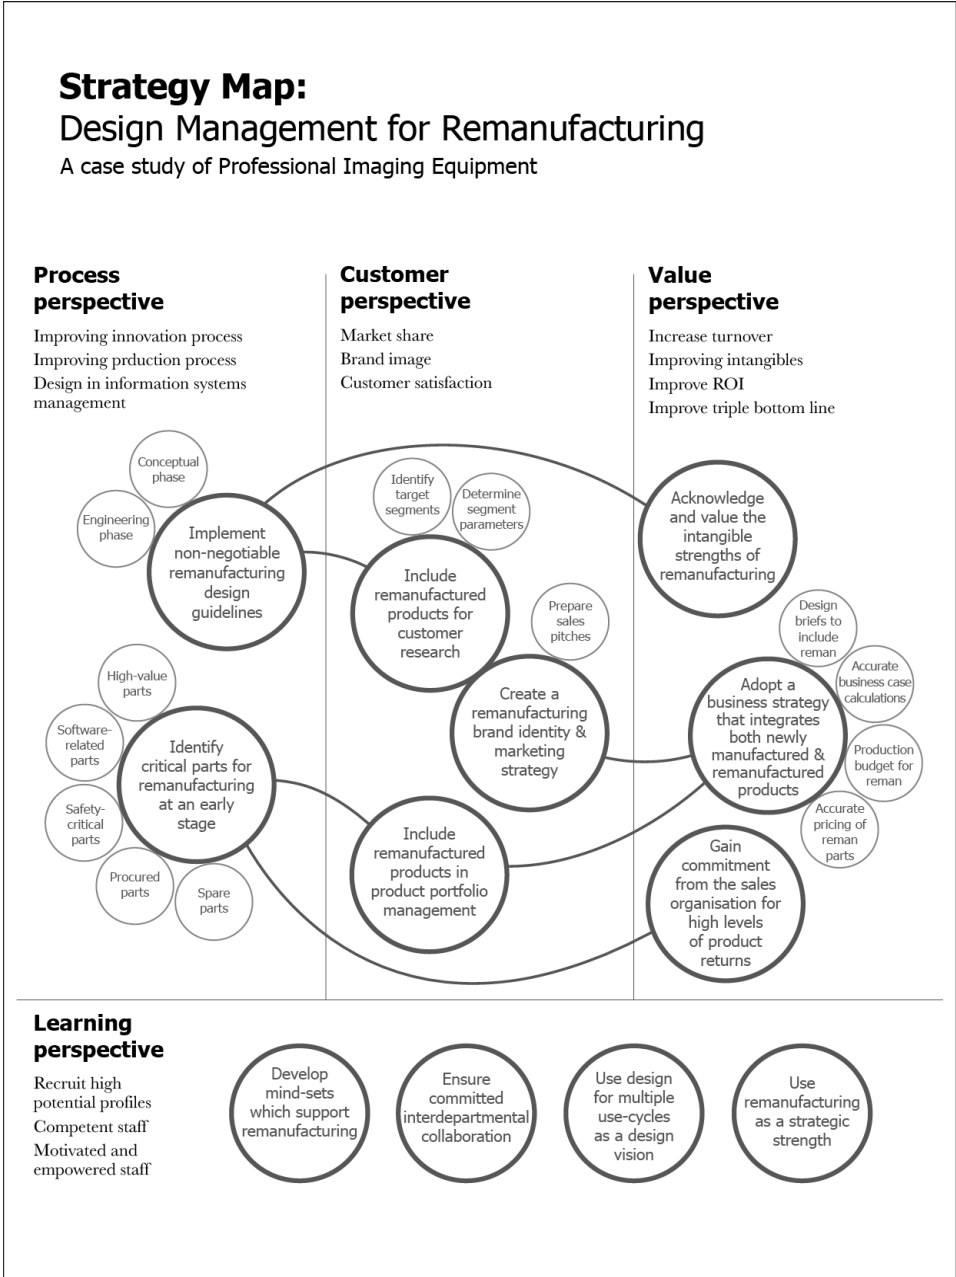 Strategy Map:
Design Management for Remanufacturing
A case study of Professional Imaging Equipment
Process
perspective
Improving innovation process
Improving prduction process
Design in information systems
management
Customer
perspective
Market share
Brand image
Customer satisfaction
Value
perspective
Increase turnover
Improving intangibles
Improve ROI
Improve triple bottom line
Conceptual
phase
Engineering
phase
Implement
non-negotiable
remanufacturing
design
guidelines
High-value
parts
Software-
related
parts
Safety-
critical
parts
Procured
parts
Spare
parts
Identify
critical parts for
remanufacturing
at an early
stage
Identify
target
segments
Determine
segment
parameters
Include
remanufactured
products for
customer
research
Prepare
sales
pitches
Create a
remanufacturing
brand identity &
marketing
strategy
Include
remanufactured
products in
product portfolio
management
Acknowledge
and value the
intangible
strengths of
remanufacturing
Design
briefs to
include
reman
Accurate
business case
calculations
Production
budget for
reman
Accurate
pricing of
reman
parts
Adopt a
business strategy
that integrates
both newly
manufactured &
remanufactured
products
Gain
commitment
from the sales
organisation for
high levels
of product
returns
Learning
perspective
Recruit high
potential profiles
Competent staff
Motivated and
empowered staff
Develop
mind-sets
which support
remanufacturing
Ensure
committed
interdepartmental
collaboration
Use design
for multiple
use-cycles
as a design
vision
Use
remanufacturing
as a strategic
strength